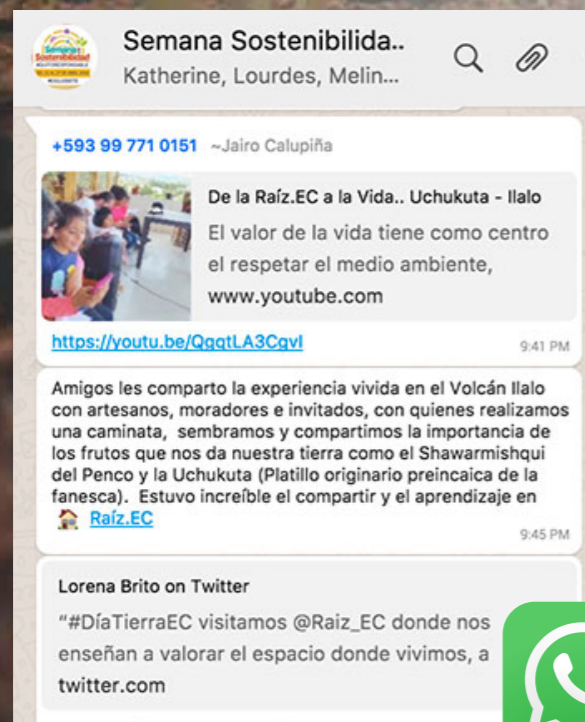 Semana Sostenibilida..
Katherine, Lourdes, Melin...
Semana
Sostenibilidad
+593 99 771 0151 ~Jairo Calupiña
De la Raíz.EC a la Vida.. Uchukuta - Ilalo
El valor de la vida tiene como centro
el respetar el medio ambiente,
www.youtube.com
https://youtu.be/QgqtLA3CgvI
9:41 PM
Amigos les comparto la experiencia vivida en el Volcán Ilalo
con artesanos, moradores e invitados, con quienes realizamos
una caminata, sembramos y compartimos la importancia de
los frutos que nos da nuestra tierra como el Shawarmishqui
del Penco y la Uchukuta (Platillo originario preincaica de la
fanesca). Estuvo increíble el compartir y el aprendizaje en
Raíz.EC
9:45 PM
Lorena Brito on Twitter
"#DíaTierraEC visitamos @Raiz_EC donde nos
enseñan a valorar el espacio donde vivimos, a
twitter.com